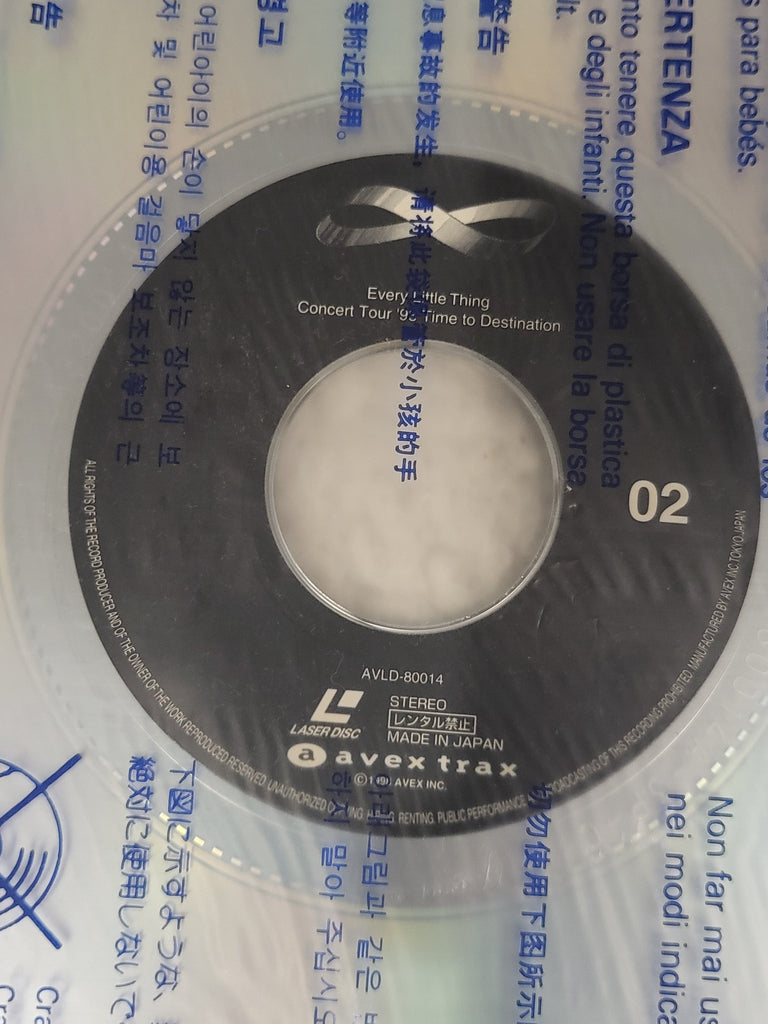 Every Little Thing
Concert Tour '98 Time to Destination
02
AVLD-80014
LASER DISC
STEREO
レンタル禁止
MADE IN JAPAN
a avex trax
AVEX INC.
ALL RIGHTS OF THE RECORD PRODUCER AND OF THE OWNER OF THE WORK REPRODUCED RESERVED. UNAUTHORIZED RENTING, PUBLIC PERFORMANCE BROADCASTING OF THIS RECORDING PROHIBITED. MANUFACTURED BY AVEX INC. TOKYO JAPAN
s para bebés.
ERTENZA
nto tenere questa borsa di plastica
e degli infanti. Non usare la borsa
lt.
警告
息事故的发生, 请将此 於小孩的手
等附近使用。
경고
어린아이의 손이 닿지 않는 장소에 보
차 및 어린이용 걸음마 보조차등의 근
告
Non far mai us
nei modi indica
切勿使用下图所示
아래그림과 같은
하지 말아 주십시오
下図に示すような、
絶対に使用しないで